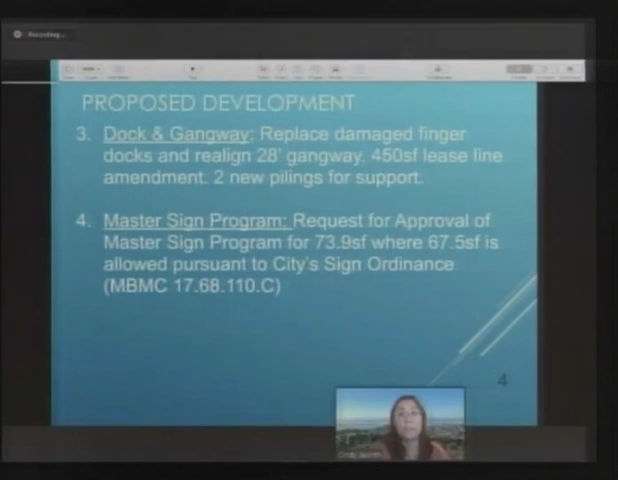 Recording...
PROPOSED DEVELOPMENT
3. Dock & Gangway: Replace damaged finger
docks and realign 28' gangway. 450sf lease line
amendment. 2 new pilings for support.
4. Master Sign Program: Request for Approval of
Master Sign Program for 73.9sf where 67.5sf is
allowed pursuant to City's Sign Ordinance
(MBMC 17.68.110.C)
4
Cindy